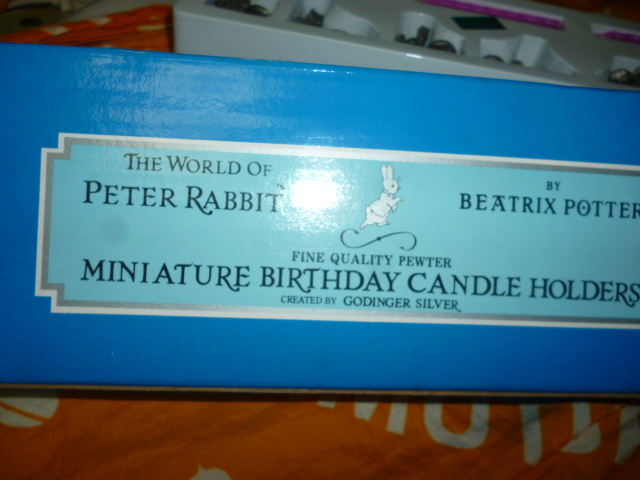 THE WORLD OF
PETER RABBIT
BY
BEATRIX POTTER
FINE QUALITY PEWTER
MINIATURE BIRTHDAY CANDLE HOLDERS
CREATED BY GODINGER SILVER